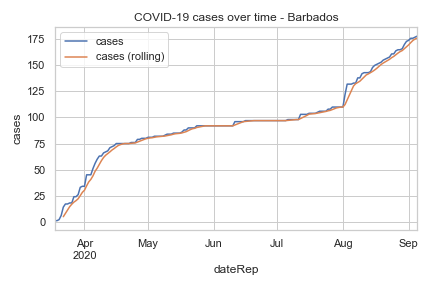 COVID-19 cases over time - Barbados
cases
cases (rolling)
175
150
125
100
75
50
25
0
cases
Apr May Jun Jul Aug Sep
2020
dateRep